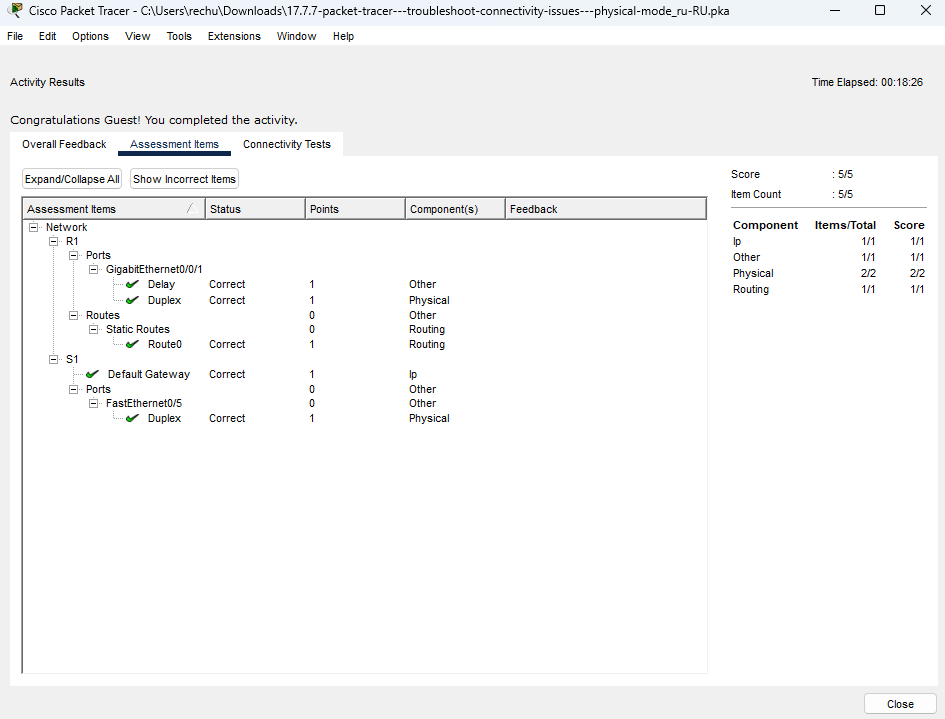 Cisco Packet Tracer - C:\Users\rechu\Downloads\17.7.7-packet-tracer---troubleshoot-connectivity-issues---physical-mode_ru-RU.pka
File Edit Options View Tools Extensions Window Help
Activity Results
Time Elapsed: 00:18:26
Congratulations Guest! You completed the activity.
Overall Feedback Assessment Items Connectivity Tests
Expand/Collapse All Show Incorrect Items
Assessment Items Status Points Component(s) Feedback
Network
R1
Ports
GigabitEthernet0/0/1
Delay Correct 1 Other
Duplex Correct 1 Physical
Routes 0 Other
Static Routes 0 Routing
Route0 Correct 1 Routing
S1
Default Gateway Correct 1 Ip
Ports 0 Other
FastEthernet0/5 0 Other
Duplex Correct 1 Physical
Score : 5/5
Item Count : 5/5
Component Items/Total Score
Ip 1/1 1/1
Other 1/1 1/1
Physical 2/2 2/2
Routing 1/1 1/1
Close